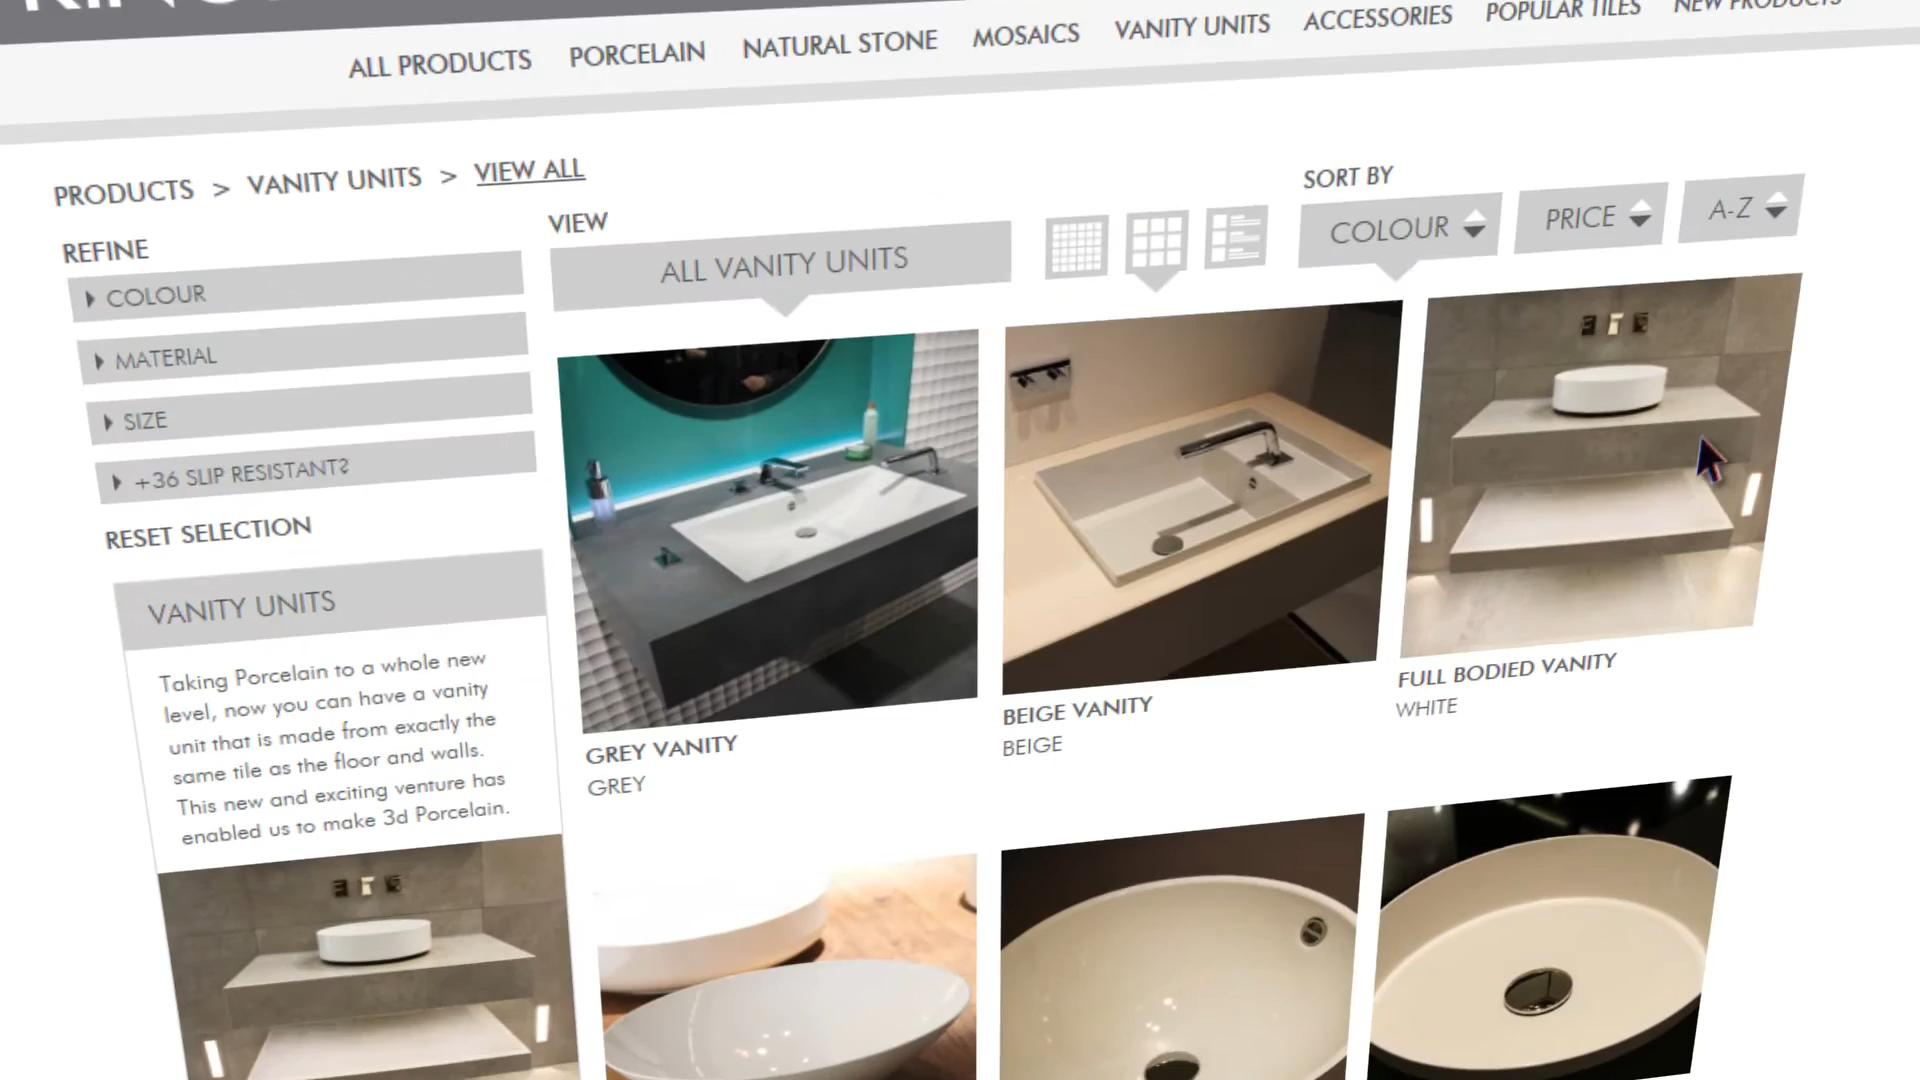 ALL PRODUCTS PORCELAIN NATURAL STONE MOSAICS VANITY UNITS ACCESSORIES POPULAR TILES NEW PRODUCTS
PRODUCTS > VANITY UNITS > VIEW ALL
REFINE
COLOUR
MATERIAL
SIZE
+36 SLIP RESISTANT?
RESET SELECTION
VANITY UNITS
Taking Porcelain to a whole new
level, now you can have a vanity
unit that is made from exactly the
same tile as the floor and walls.
This new and exciting venture has
enabled us to make 3d Porcelain.
VIEW
ALL VANITY UNITS
SORT BY
COLOUR PRICE A-Z
GREY VANITY
GREY
BEIGE VANITY
BEIGE
FULL BODIED VANITY
WHITE